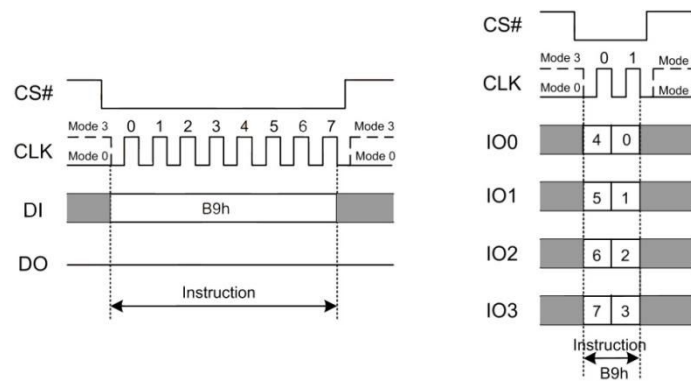 CS#
Mode 3 0 1 2 3 4 5 6 7 Mode 3
CLK
Mode 0 Mode 0
DI B9h
DO
Instruction
CS#
Mode 3 0 1 Mode
CLK
Mode 0 Mode
IO0 4 0
IO1 5 1
IO2 6 2
IO3 7 3
Instruction
B9h